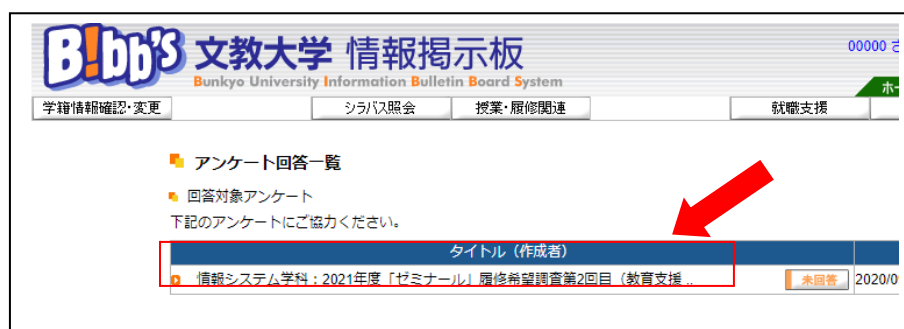 B!bb's 文教大学 情報掲示板
Bunkyo University Information Bulletin Board System
00000 さ
ホー
学籍情報確認・変更 シラバス照会 授業・履修関連 就職支援
アンケート回答一覧
回答対象アンケート
下記のアンケートにご協力ください。
タイトル（作成者）
情報システム学科：2021年度「ゼミナール」履修希望調査第2回目（教育支援 .. 未回答 2020/0